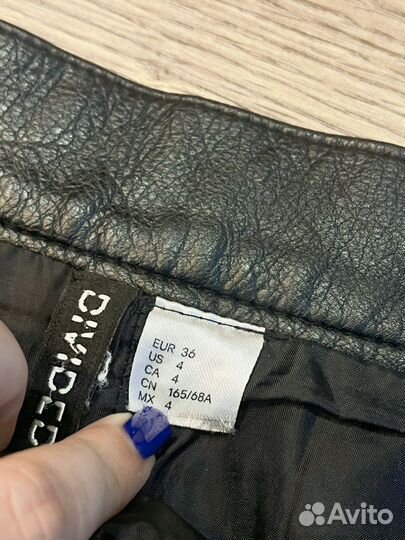 DIVIDED
EUR 36
US 4
CA 4
CN 165/68A
MX 4
Avito